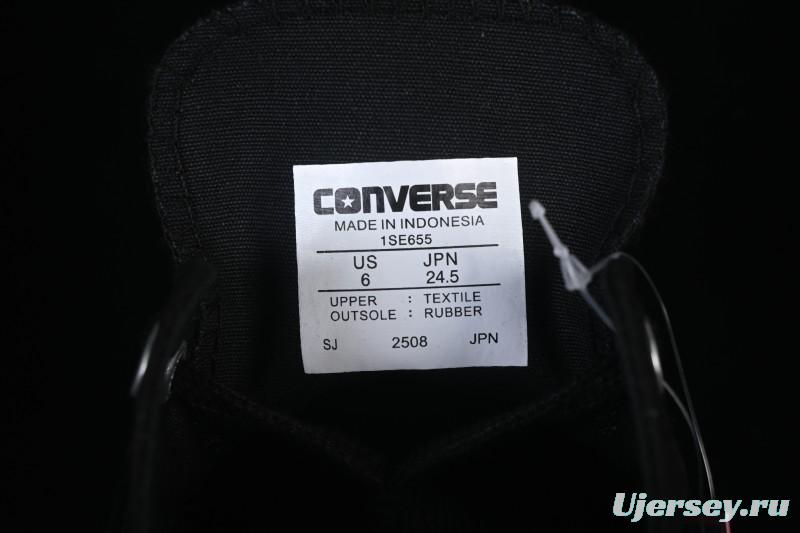 CONVERSE
MADE IN INDONESIA
1SE655
US JPN
6 24.5
UPPER : TEXTILE
OUTSOLE : RUBBER
SJ 2508 JPN
Ujersey.ru